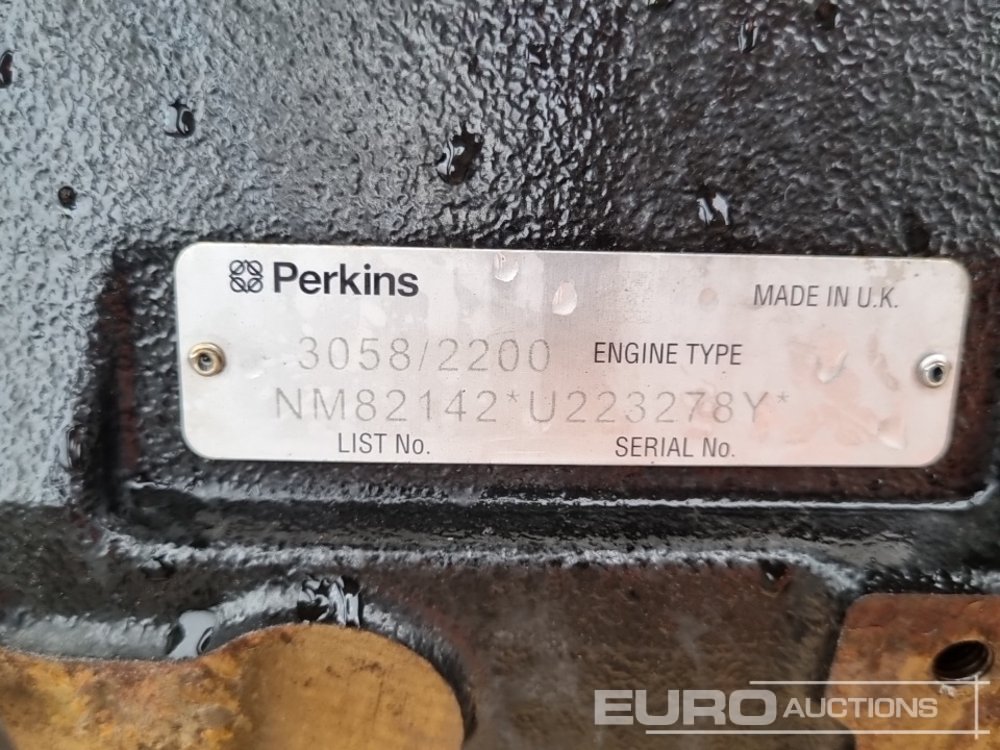 Perkins
MADE IN U.K.
3058/2200 ENGINE TYPE
NM82142*U223278Y*
LIST No. SERIAL No.
EURO AUCTIONS